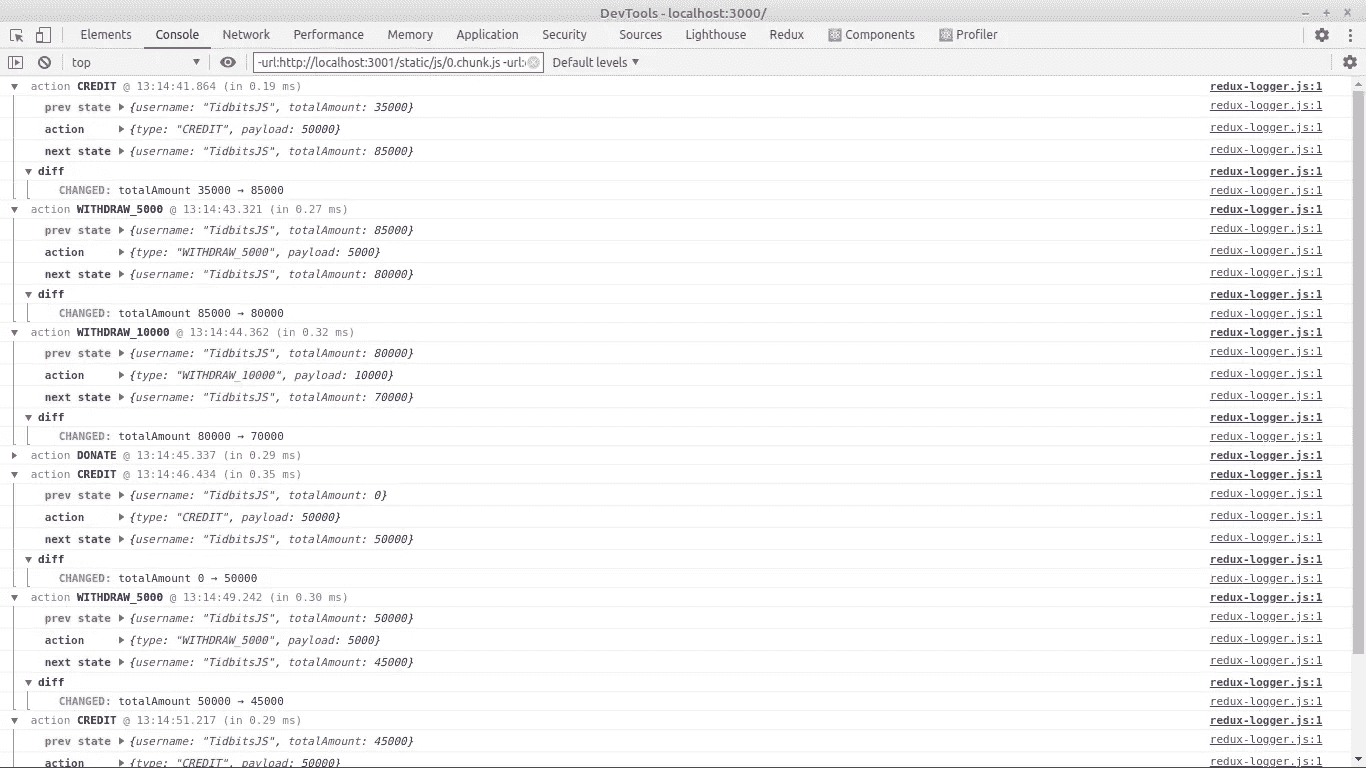 DevTools - localhost:3000/
Elements Console Network Performance Memory Application Security Sources Lighthouse Redux Components Profiler
top -url:http://localhost:3001/static/js/0.chunk.js -url: Default levels
action CREDIT @ 13:14:41.864 (in 0.19 ms) redux-logger.js:1
prev state {username: "TidbitsJS", totalAmount: 35000} redux-logger.js:1
action {type: "CREDIT", payload: 50000} redux-logger.js:1
next state {username: "TidbitsJS", totalAmount: 85000} redux-logger.js:1
diff redux-logger.js:1
CHANGED: totalAmount 35000 → 85000 redux-logger.js:1
action WITHDRAW_5000 @ 13:14:43.321 (in 0.27 ms) redux-logger.js:1
prev state {username: "TidbitsJS", totalAmount: 85000} redux-logger.js:1
action {type: "WITHDRAW_5000", payload: 5000} redux-logger.js:1
next state {username: "TidbitsJS", totalAmount: 80000} redux-logger.js:1
diff redux-logger.js:1
CHANGED: totalAmount 85000 → 80000 redux-logger.js:1
action WITHDRAW_10000 @ 13:14:44.362 (in 0.32 ms) redux-logger.js:1
prev state {username: "TidbitsJS", totalAmount: 80000} redux-logger.js:1
action {type: "WITHDRAW_10000", payload: 10000} redux-logger.js:1
next state {username: "TidbitsJS", totalAmount: 70000} redux-logger.js:1
diff redux-logger.js:1
CHANGED: totalAmount 80000 → 70000 redux-logger.js:1
action DONATE @ 13:14:45.337 (in 0.29 ms) redux-logger.js:1
action CREDIT @ 13:14:46.434 (in 0.35 ms) redux-logger.js:1
prev state {username: "TidbitsJS", totalAmount: 0} redux-logger.js:1
action {type: "CREDIT", payload: 50000} redux-logger.js:1
next state {username: "TidbitsJS", totalAmount: 50000} redux-logger.js:1
diff redux-logger.js:1
CHANGED: totalAmount 0 → 50000 redux-logger.js:1
action WITHDRAW_5000 @ 13:14:49.242 (in 0.30 ms) redux-logger.js:1
prev state {username: "TidbitsJS", totalAmount: 50000} redux-logger.js:1
action {type: "WITHDRAW_5000", payload: 5000} redux-logger.js:1
next state {username: "TidbitsJS", totalAmount: 45000} redux-logger.js:1
diff redux-logger.js:1
CHANGED: totalAmount 50000 → 45000 redux-logger.js:1
action CREDIT @ 13:14:51.217 (in 0.29 ms) redux-logger.js:1
prev state {username: "TidbitsJS", totalAmount: 45000} redux-logger.js:1
action {type: "CREDIT", payload: 50000} redux-logger.js:1